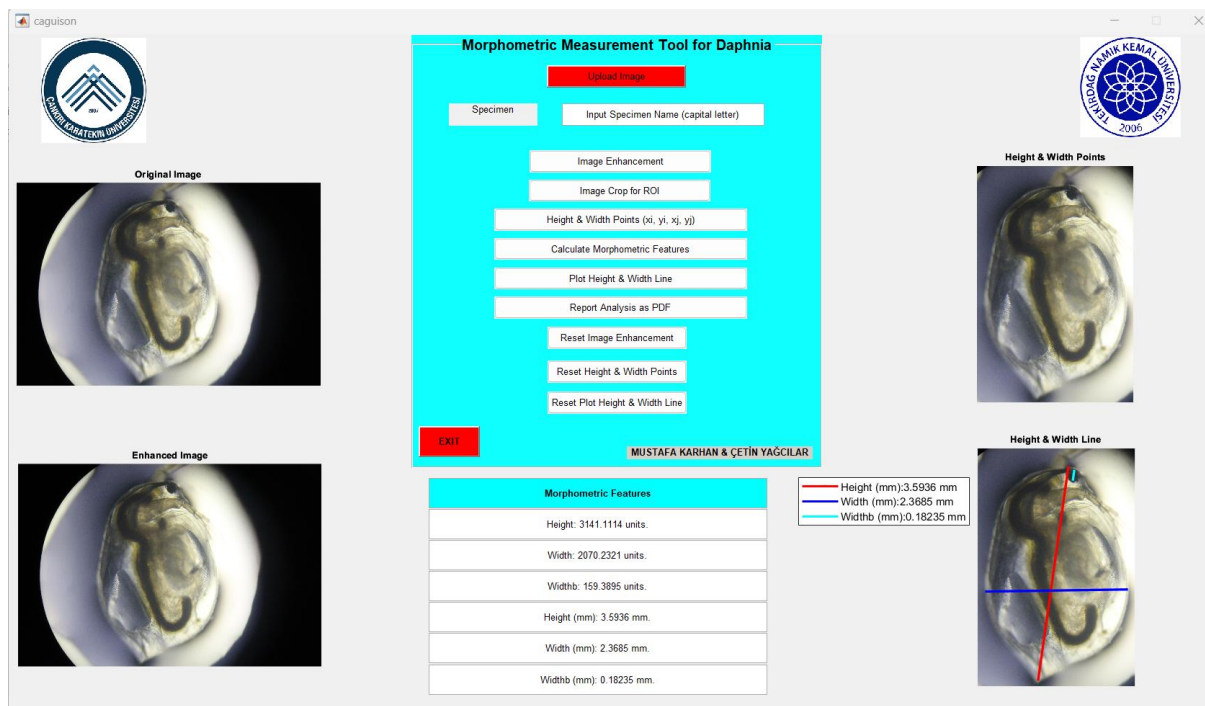 caguison
Morphometric Measurement Tool for Daphnia
Upload Image
Specimen
Input Specimen Name (capital letter)
Image Enhancement
Image Crop for ROI
Height & Width Points (xi, yi, xj, yj)
Calculate Morphometric Features
Plot Height & Width Line
Report Analysis as PDF
Reset Image Enhancement
Reset Height & Width Points
Reset Plot Height & Width Line
EXIT
MUSTAFA KARHAN & ÇETİN YAĞCILAR
ÇANKIRI KARATEKİN ÜNİVERSİTESİ
2007
Original Image
Enhanced Image
Morphometric Features
Height: 3141.1114 units.
Width: 2070.2321 units.
Widthb: 159.3895 units.
Height (mm): 3.5936 mm.
Width (mm): 2.3685 mm.
Widthb (mm): 0.18235 mm.
TEKİRDAĞ NAMIK KEMAL ÜNİVERSİTESİ
2006
Height & Width Points
Height & Width Line
Height (mm):3.5936 mm
Width (mm):2.3685 mm
Widthb (mm):0.18235 mm